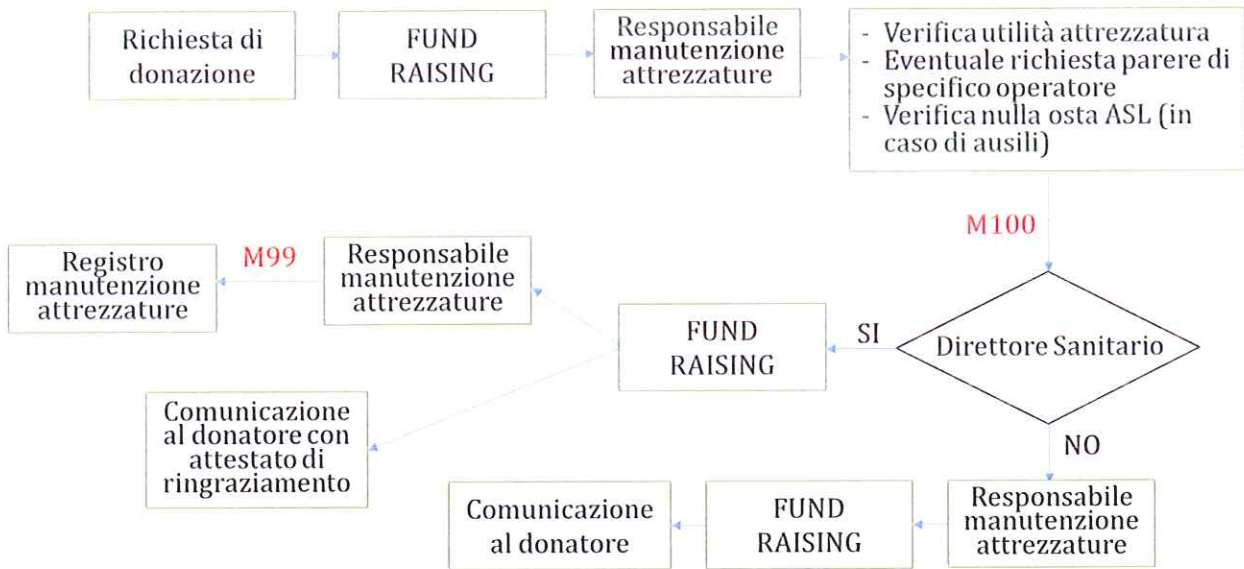 Richiesta di
donazione
FUND
RAISING
Responsabile
manutenzione
attrezzature
- Verifica utilità attrezzatura
- Eventuale richiesta parere di
specifico operatore
- Verifica nulla osta ASL (in
caso di ausili)
M100
Direttore Sanitario
SI
FUND
RAISING
Responsabile
manutenzione
attrezzature
M99
Registro
manutenzione
attrezzature
Comunicazione
al donatore con
attestato di
ringraziamento
NO
Responsabile
manutenzione
attrezzature
FUND
RAISING
Comunicazione
al donatore